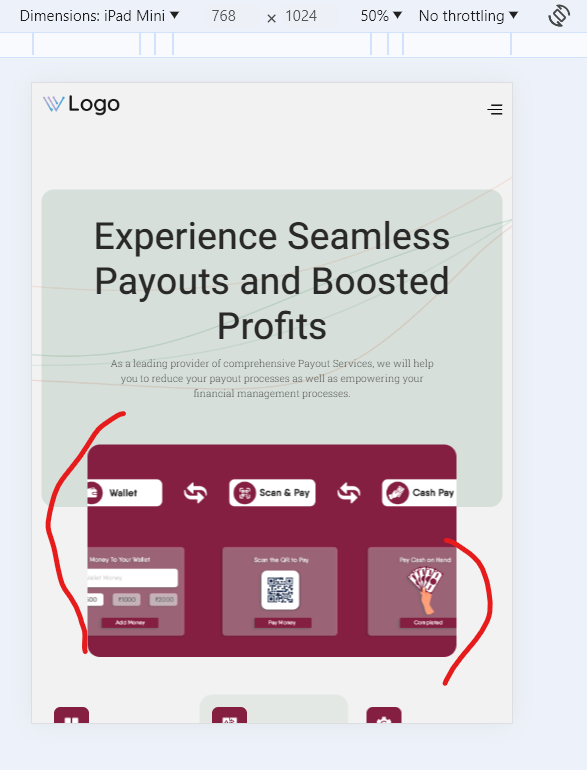 Dimensions: iPad Mini ▼ 768 × 1024 50% ▼ No throttling ▼
Logo
Experience Seamless
Payouts and Boosted
Profits
As a leading provider of comprehensive Payout Services, we will help
you to reduce your payout processes as well as empowering your
financial management processes.
Wallet Scan & Pay Cash Pay
Money To Your Wallet Scan the QR to Pay Pay Cash on Hend
Money
₹1000 ₹2000
Add Money Pay Money Completed